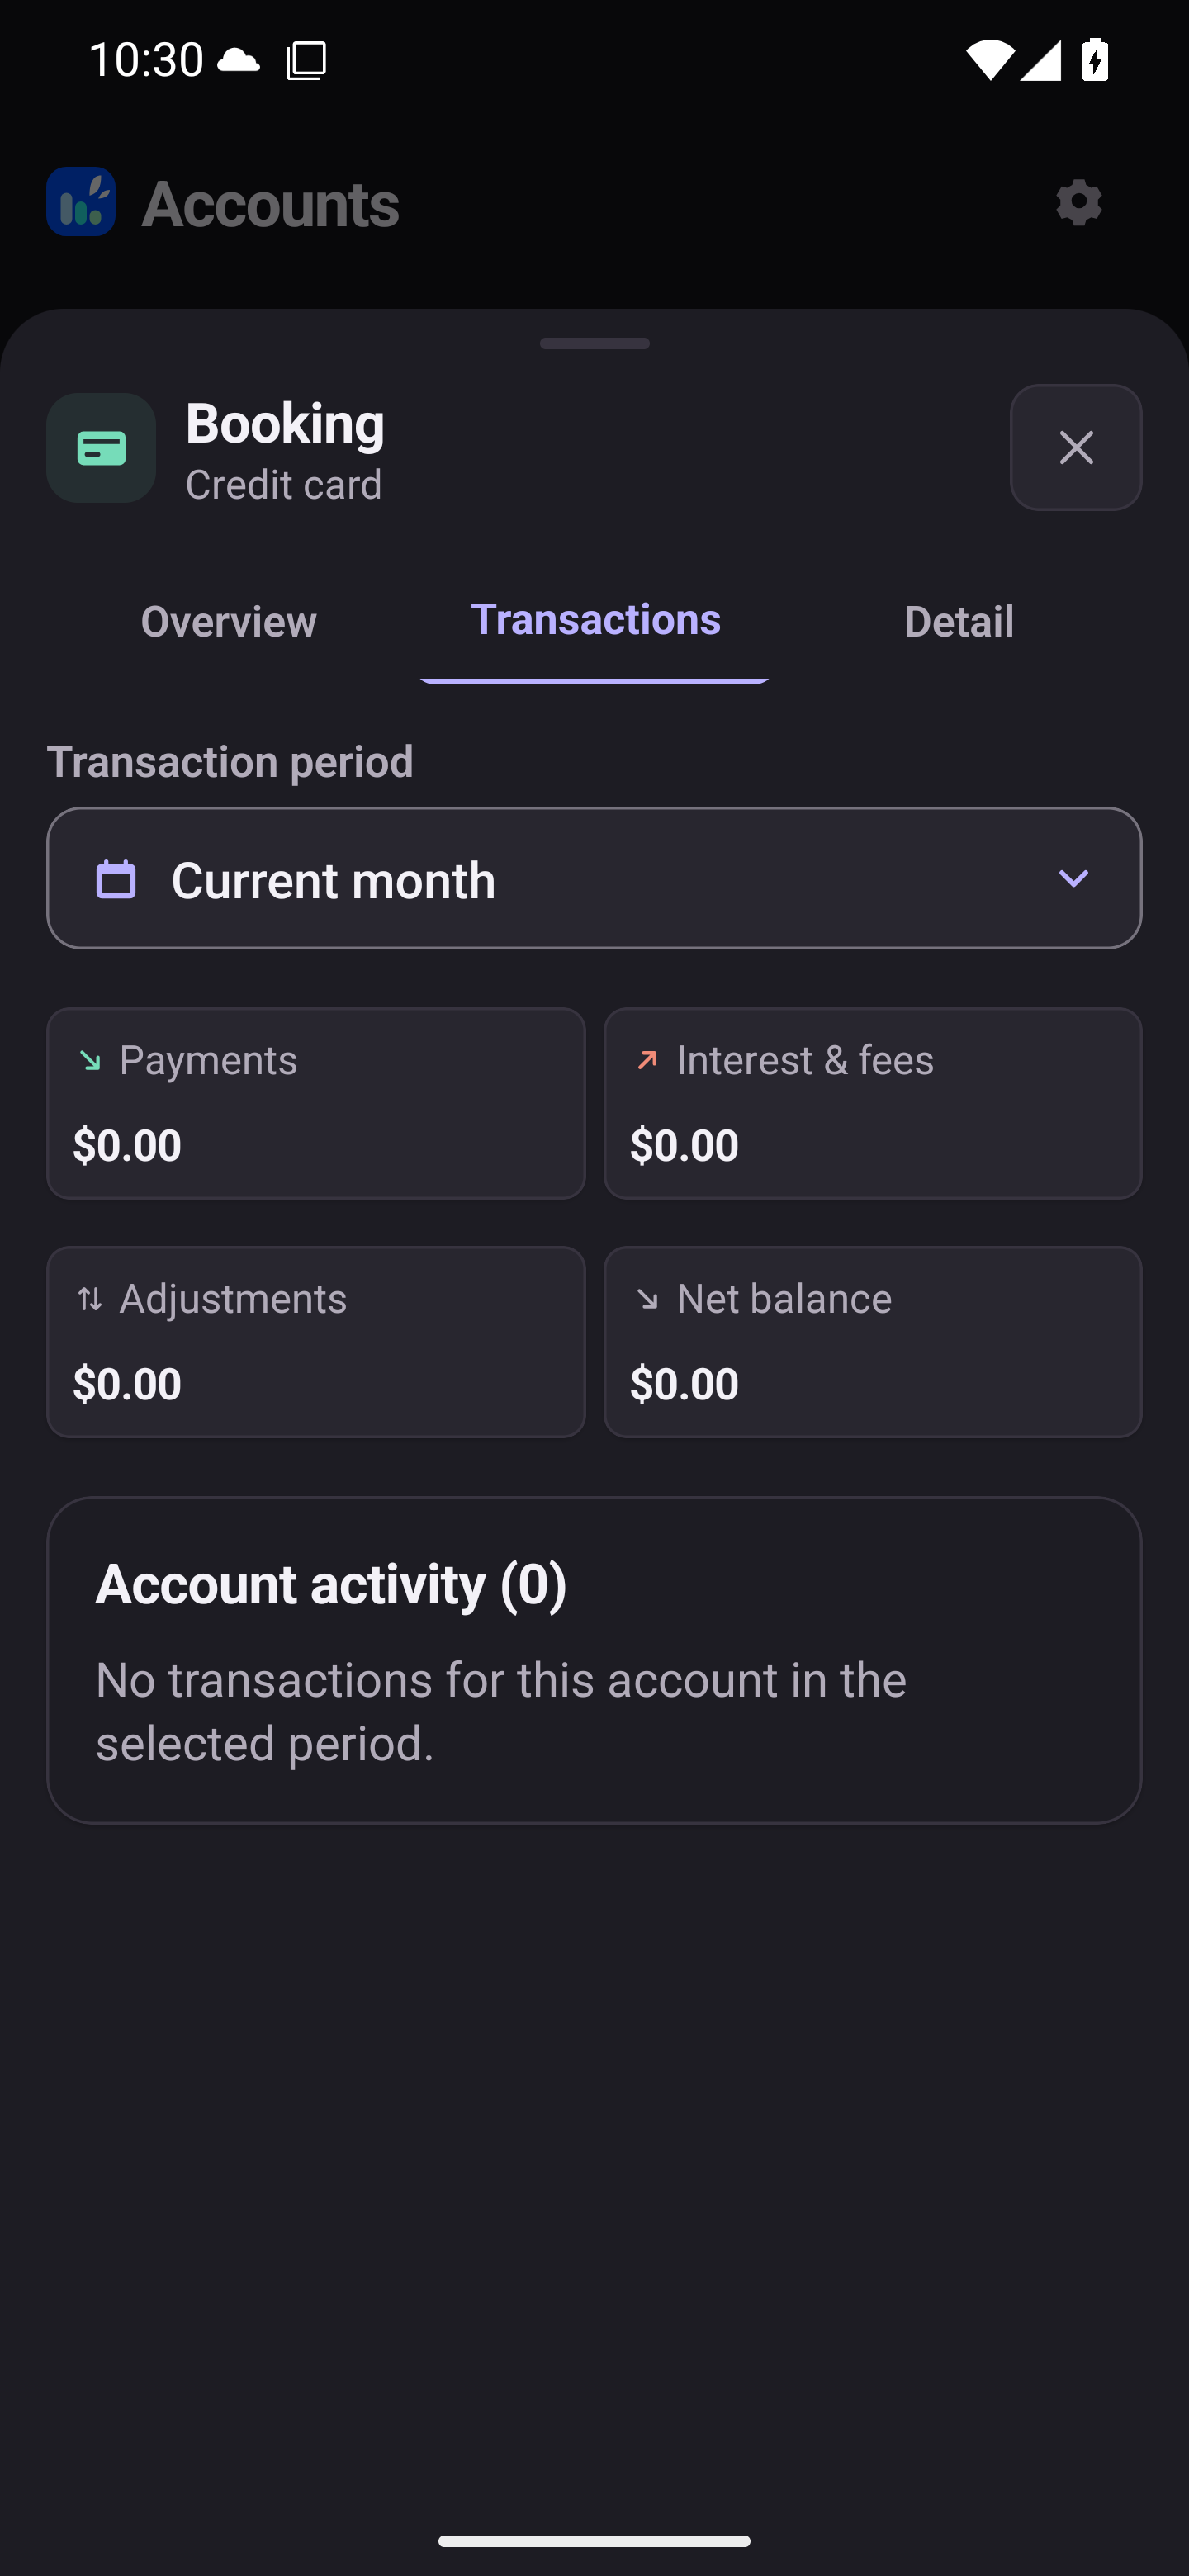 10:30
Accounts
Booking
Credit card
Overview
Transactions
Detail
Transaction period
Current month
Payments
$0.00
Interest & fees
$0.00
Adjustments
$0.00
Net balance
$0.00
Account activity (0)
No transactions for this account in the
selected period.